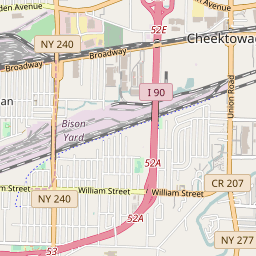 52E
den Avenue
Avenue
NY 240
Cheektowa
Broadway
Broadway
I 90
Union Road
an
Bison
Yard
52A
CR 207
m Street
William Street
William Street
NY 240
52A
NY 277
53